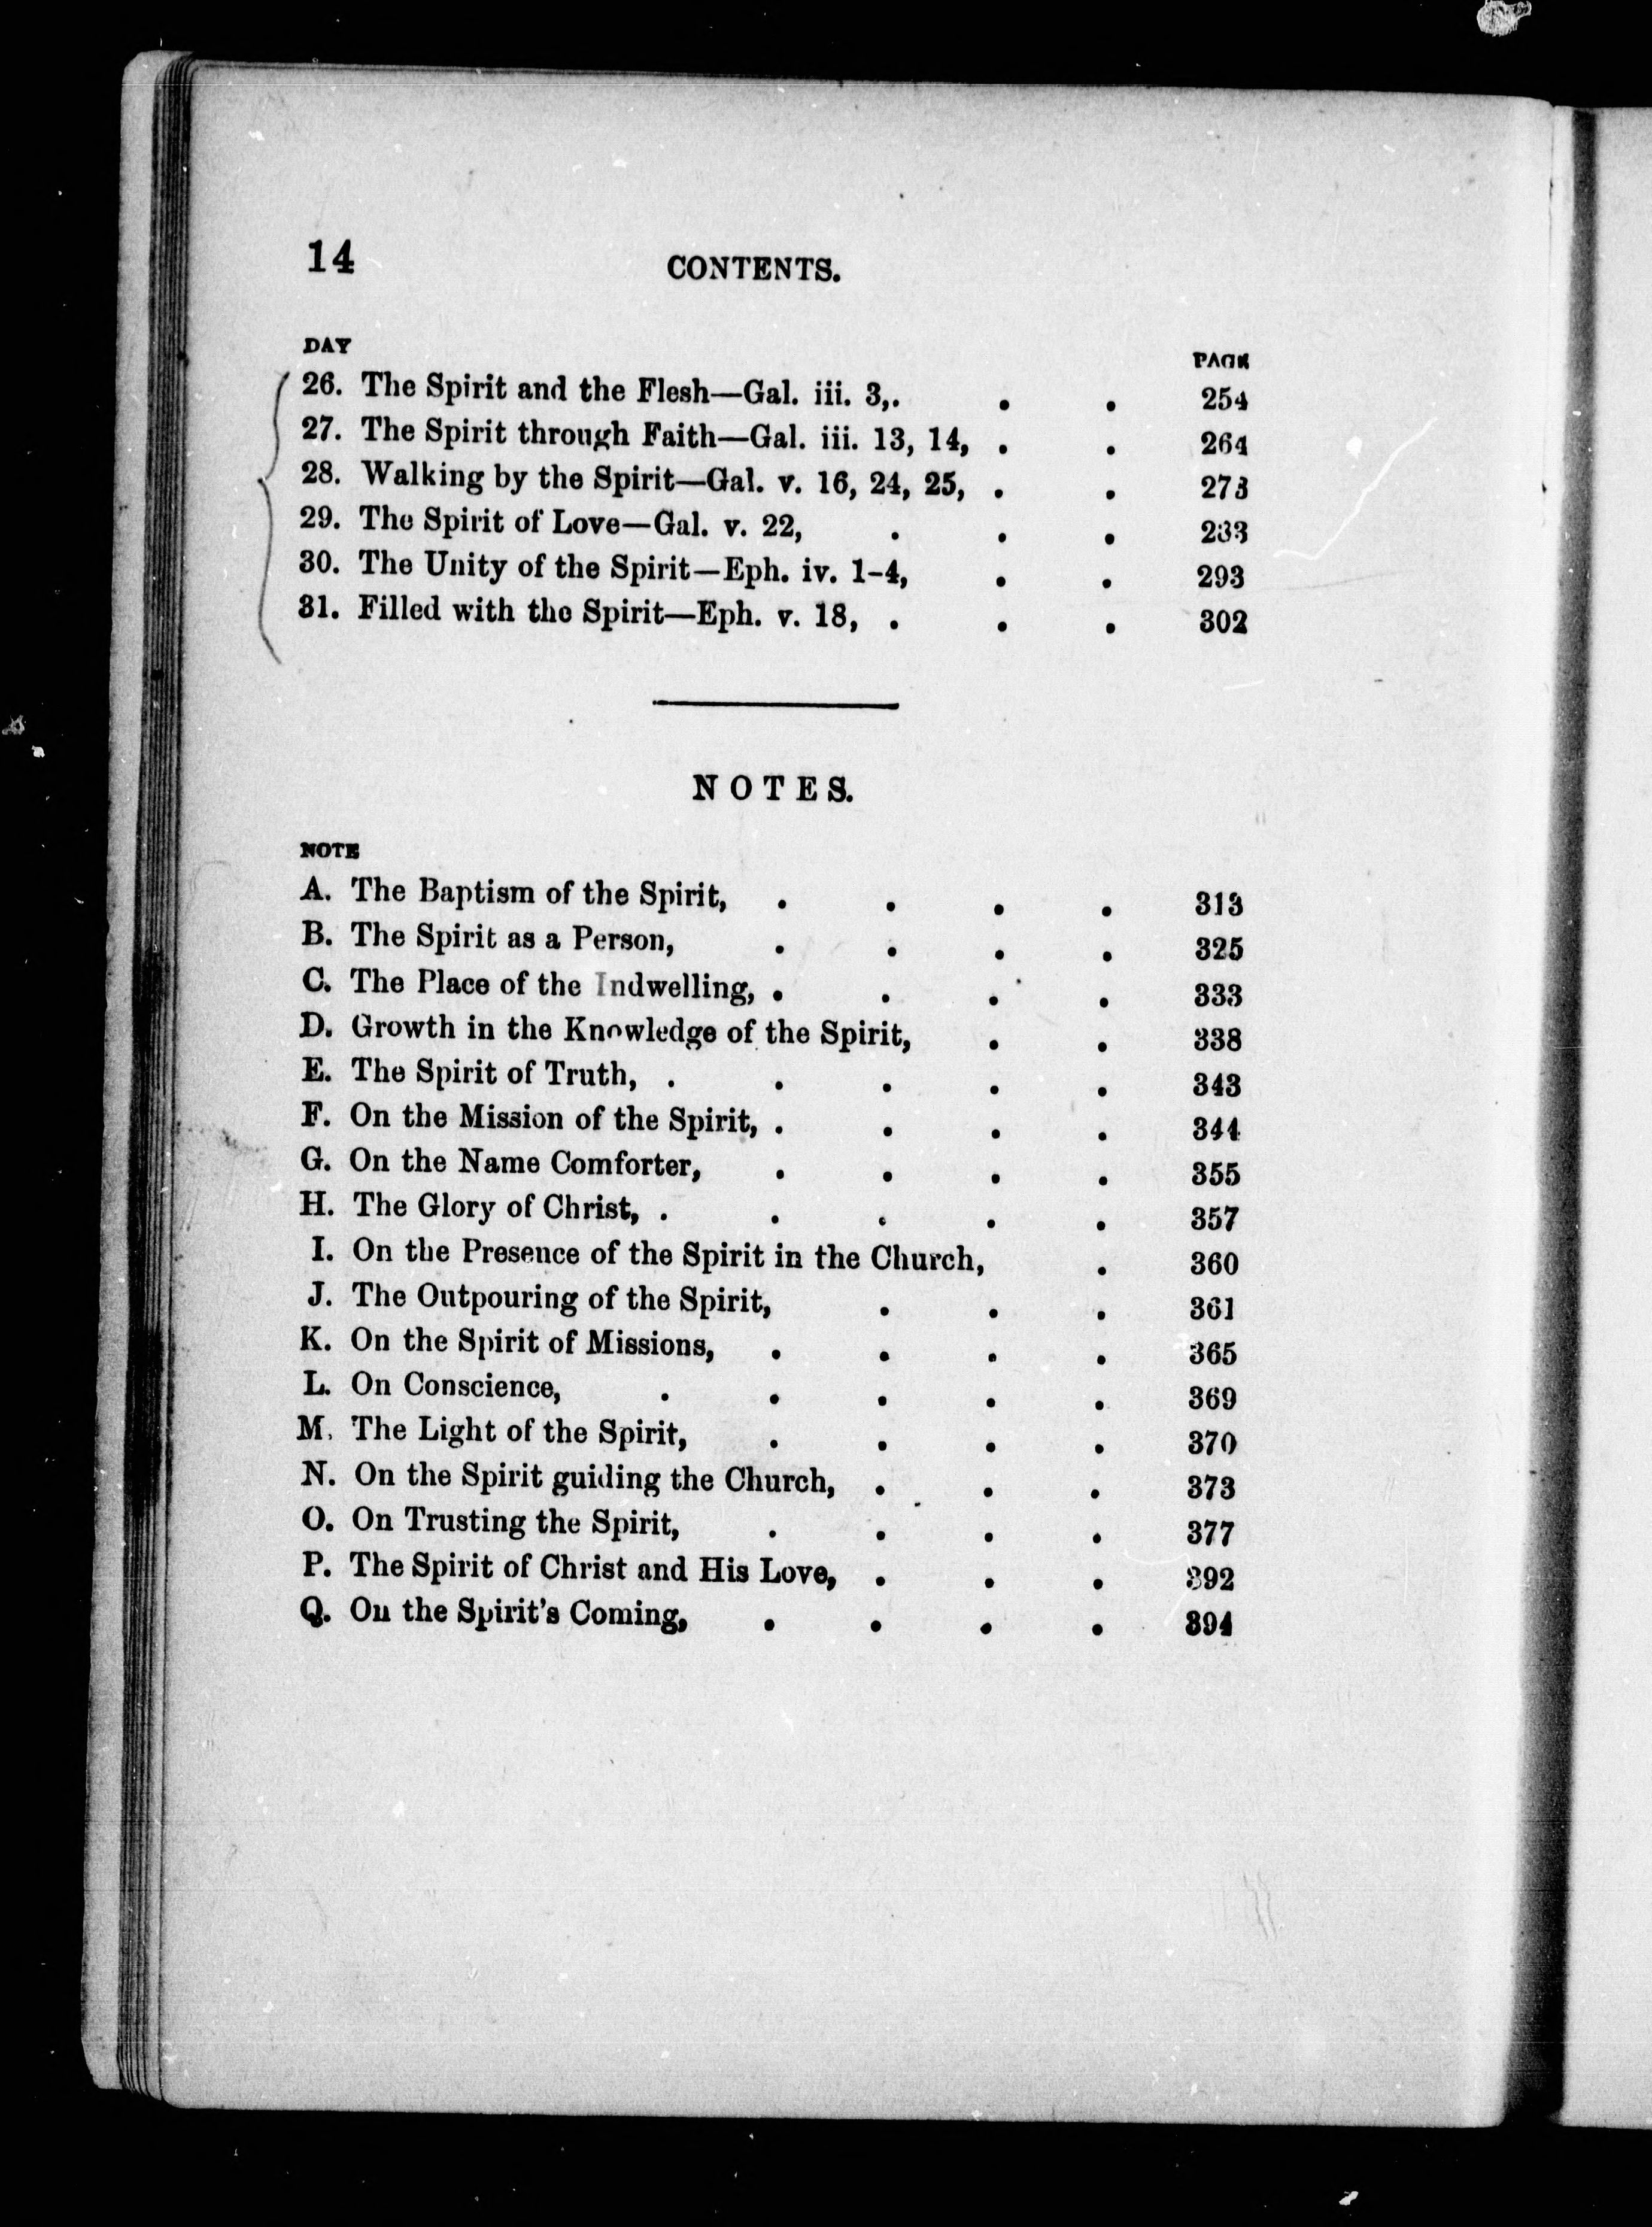 14 CONTENTS.
DAY PAGE
26. The Spirit and the Flesh—Gal. iii. 3,. . . 254
27. The Spirit through Faith—Gal. iii. 13, 14, . . 264
28. Walking by the Spirit—Gal. v. 16, 24, 25, . . 273
29. The Spirit of Love—Gal. v. 22, . . . 283
30. The Unity of the Spirit—Eph. iv. 1-4, . . 293
31. Filled with the Spirit—Eph. v. 18, . . . 302
NOTES.
NOTE
A. The Baptism of the Spirit, . . . . 313
B. The Spirit as a Person, . . . . 325
C. The Place of the Indwelling, . . . . 333
D. Growth in the Knowledge of the Spirit, . . 338
E. The Spirit of Truth, . . . . . 343
F. On the Mission of the Spirit, . . . . 344
G. On the Name Comforter, . . . . 355
H. The Glory of Christ, . . . . . 357
I. On the Presence of the Spirit in the Church, . 360
J. The Outpouring of the Spirit, . . . 361
K. On the Spirit of Missions, . . . . 365
L. On Conscience, . . . . . 369
M. The Light of the Spirit, . . . . 370
N. On the Spirit guiding the Church, . . . 373
O. On Trusting the Spirit, . . . . 377
P. The Spirit of Christ and His Love, . . . 392
Q. On the Spirit's Coming, . . . . 394